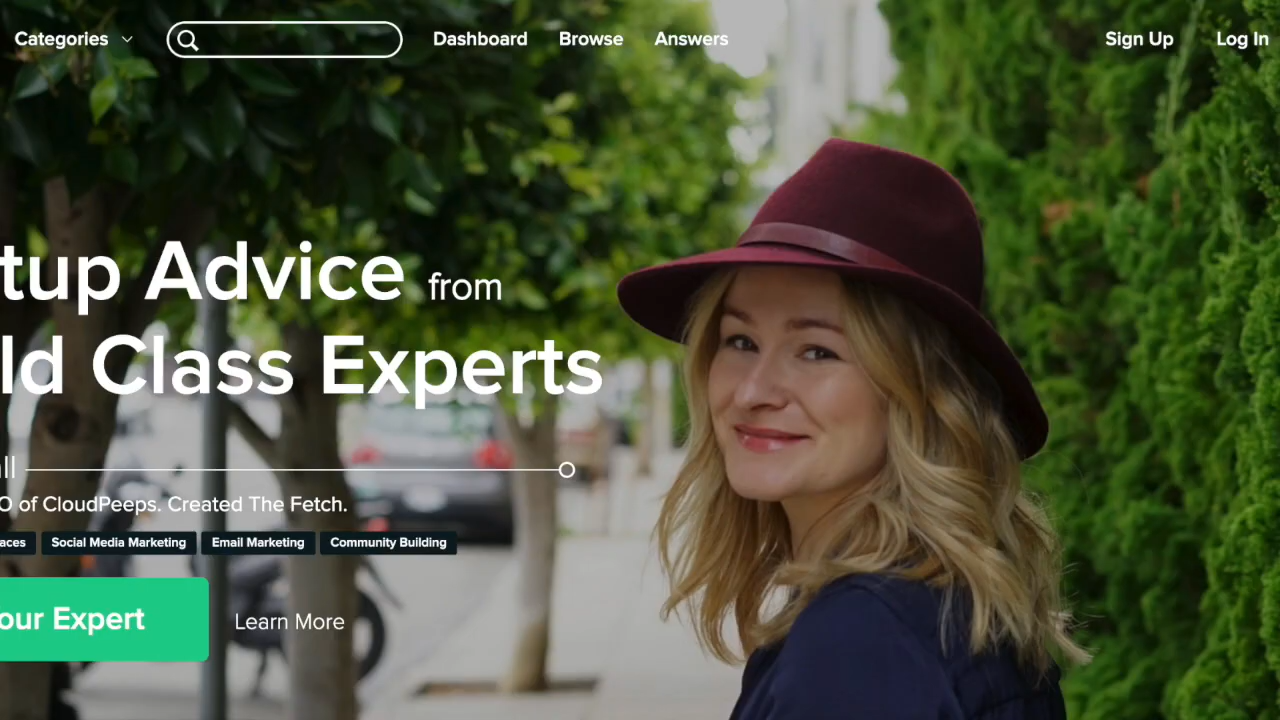 Categories Dashboard Browse Answers Sign Up Log In
tup Advice from
ld Class Experts
all
O of CloudPeeps. Created The Fetch.
aces Social Media Marketing Email Marketing Community Building
our Expert Learn More